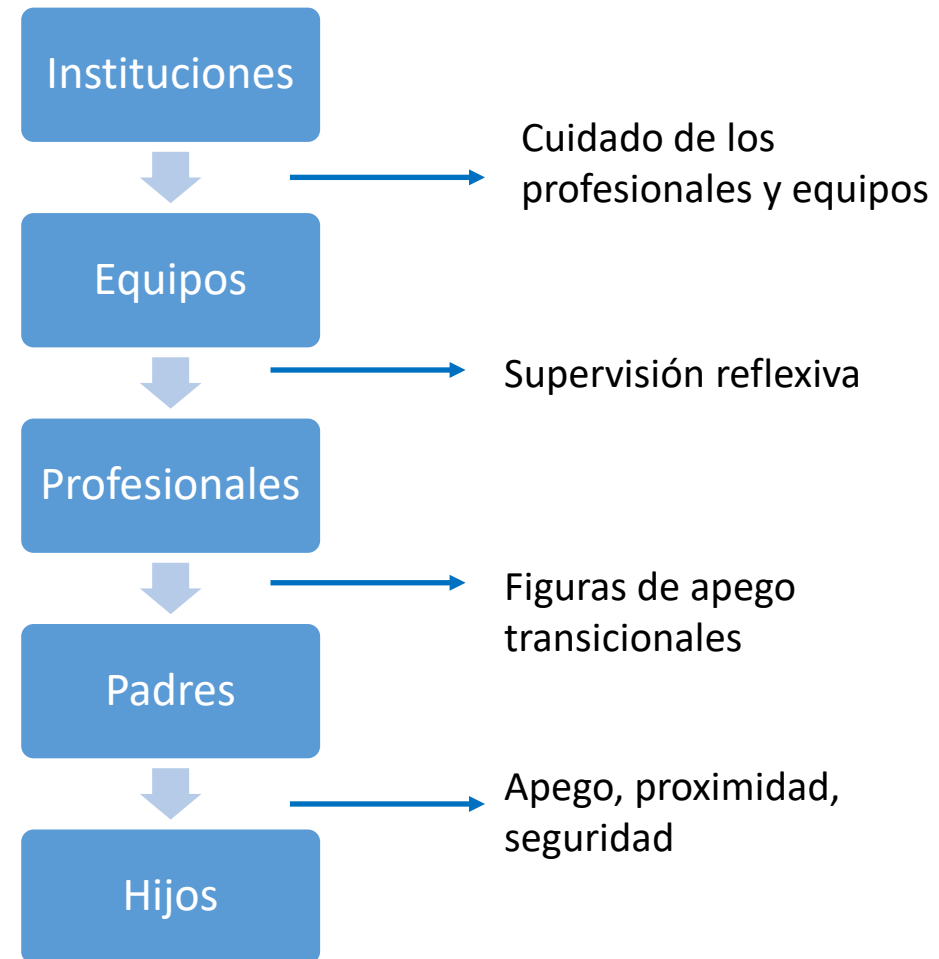 Instituciones
Cuidado de los
profesionales y equipos
Equipos
Supervisión reflexiva
Profesionales
Figuras de apego
transicionales
Padres
Apego, proximidad,
seguridad
Hijos